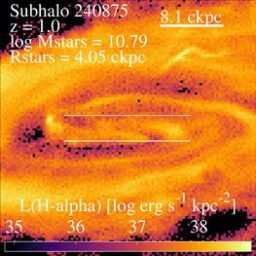 Subhalo 240875
8.1 ckpc
z = 1.0
log Mstars = 10.79
Rstars = 4.05 ckpc
L(H-alpha) [log erg s^-1 kpc^-2]
35 36 37 38